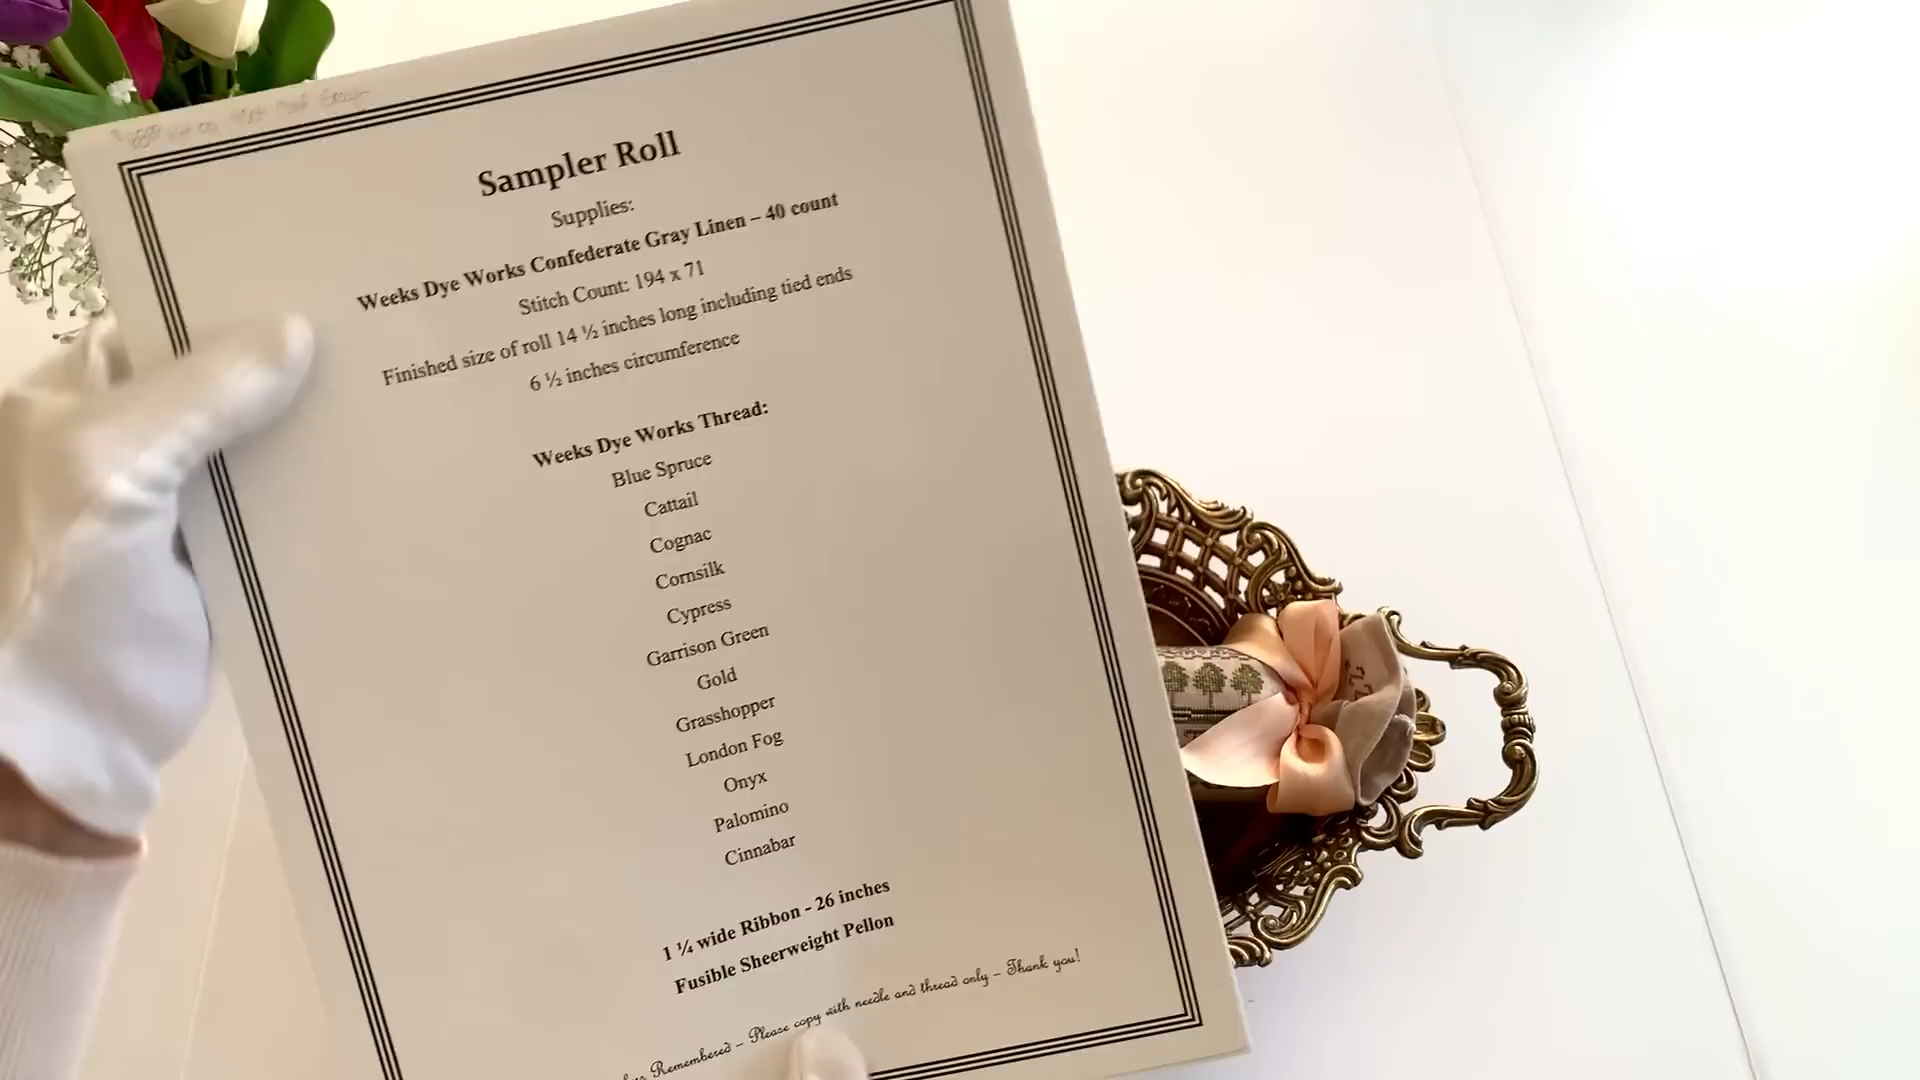 Sampler Roll
Supplies:
Weeks Dye Works Confederate Gray Linen – 40 count
Stitch Count: 194 x 71
Finished size of roll 14 ½ inches long including tied ends
6 ½ inches circumference
Weeks Dye Works Thread:
Blue Spruce
Cattail
Cognac
Cornsilk
Cypress
Garrison Green
Gold
Grasshopper
London Fog
Onyx
Palomino
Cinnabar
1 ¼ wide Ribbon - 26 inches
Fusible Sheerweight Pellon
Remembered – Please copy with needle and thread only – Thank you!